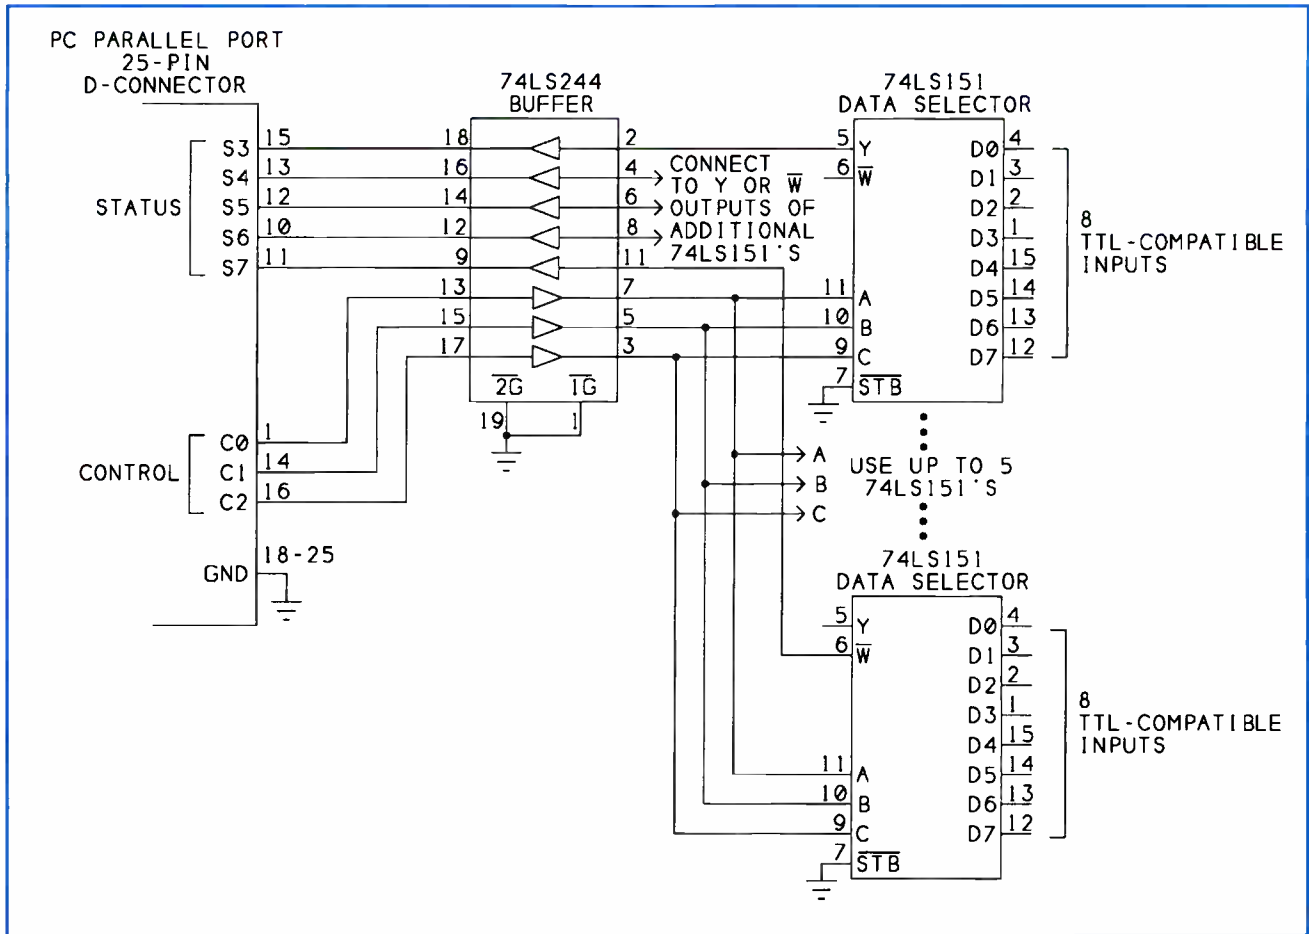 PC PARALLEL PORT
25-PIN
D-CONNECTOR
74LS244
BUFFER
74LS151
DATA SELECTOR
STATUS
S3 15
S4 13
S5 12
S6 10
S7 11
18 2
16 4
14 6
12 8
9 11
13 7
15 5
17 3
2G 1G
19 1
CONNECT
TO Y OR W
OUTPUTS OF
ADDITIONAL
74LS151'S
5 Y D0 4
6 W D1 3
D2 2
D3 1
D4 15
11 A D5 14
10 B D6 13
9 C D7 12
7 STB
8
TTL-COMPATIBLE
INPUTS
CONTROL
C0 1
C1 14
C2 16
GND 18-25
A
B
C
USE UP TO 5
74LS151'S
74LS151
DATA SELECTOR
5 Y D0 4
6 W D1 3
D2 2
D3 1
D4 15
11 A D5 14
10 B D6 13
9 C D7 12
7 STB
8
TTL-COMPATIBLE
INPUTS